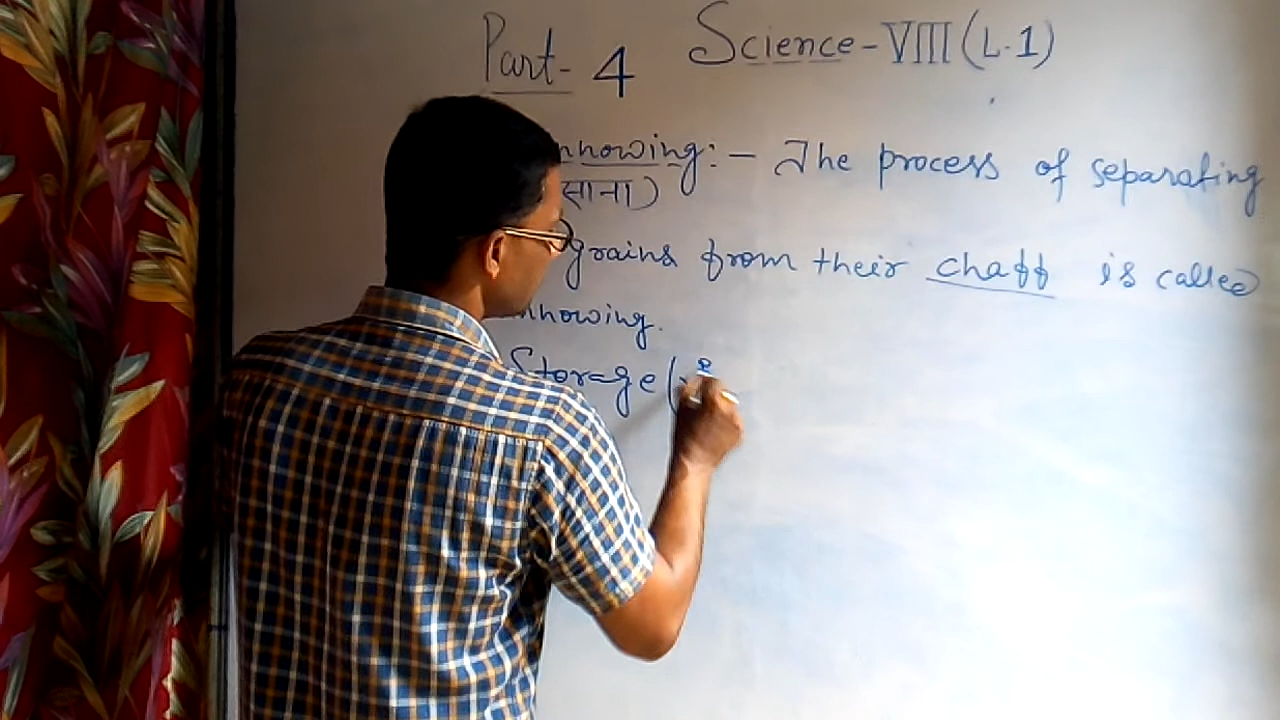 Part- 4 Science-VIII (L.1)
nnowing:- The process of separating
साना)
grains from their chaff is called
nnowing.
Storage (